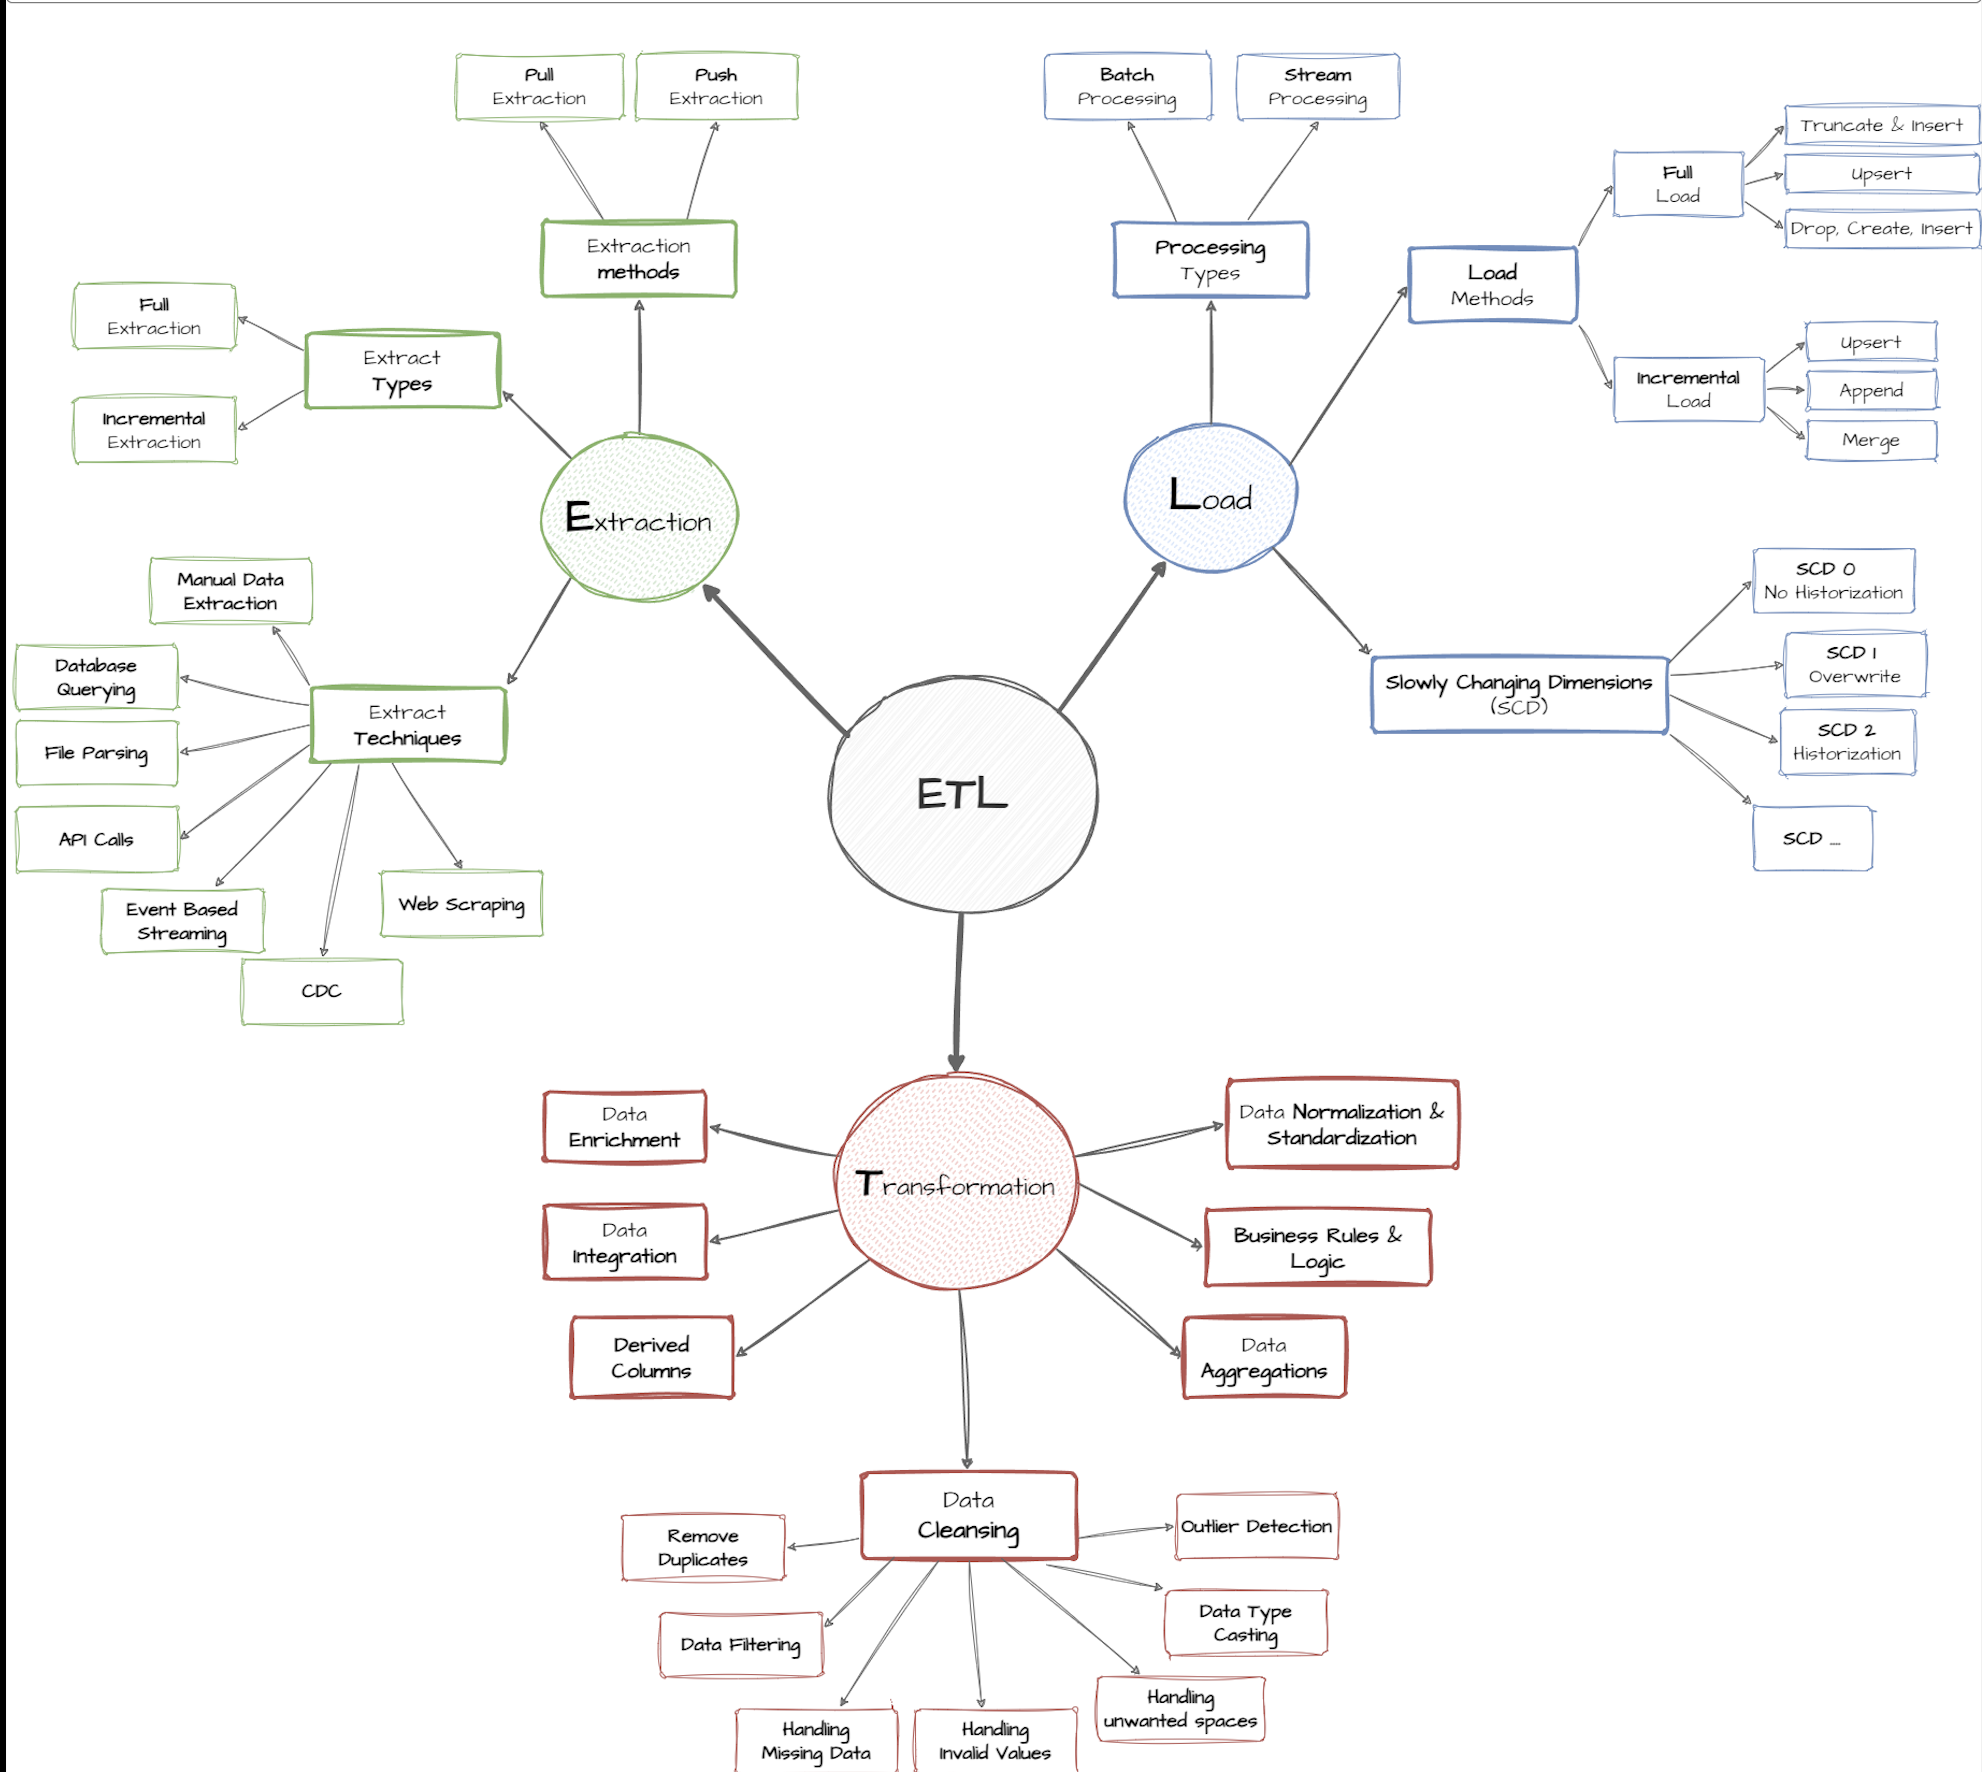 Pull
Extraction
Push
Extraction
Extraction
methods
Full
Extraction
Incremental
Extraction
Extract
Types
Extraction
Manual Data
Extraction
Database
Querying
File Parsing
API Calls
Event Based
Streaming
CDC
Web Scraping
Extract
Techniques
Batch
Processing
Stream
Processing
Processing
Types
Load
Load
Methods
Full
Load
Truncate & Insert
Upsert
Drop, Create, Insert
Incremental
Load
Upsert
Append
Merge
Slowly Changing Dimensions
(SCD)
SCD 0
No Historization
SCD 1
Overwrite
SCD 2
Historization
SCD ....
ETL
Transformation
Data
Enrichment
Data
Integration
Derived
Columns
Data Normalization &
Standardization
Business Rules &
Logic
Data
Aggregations
Data
Cleansing
Remove
Duplicates
Data Filtering
Handling
Missing Data
Handling
Invalid Values
Handling
unwanted spaces
Data Type
Casting
Outlier Detection